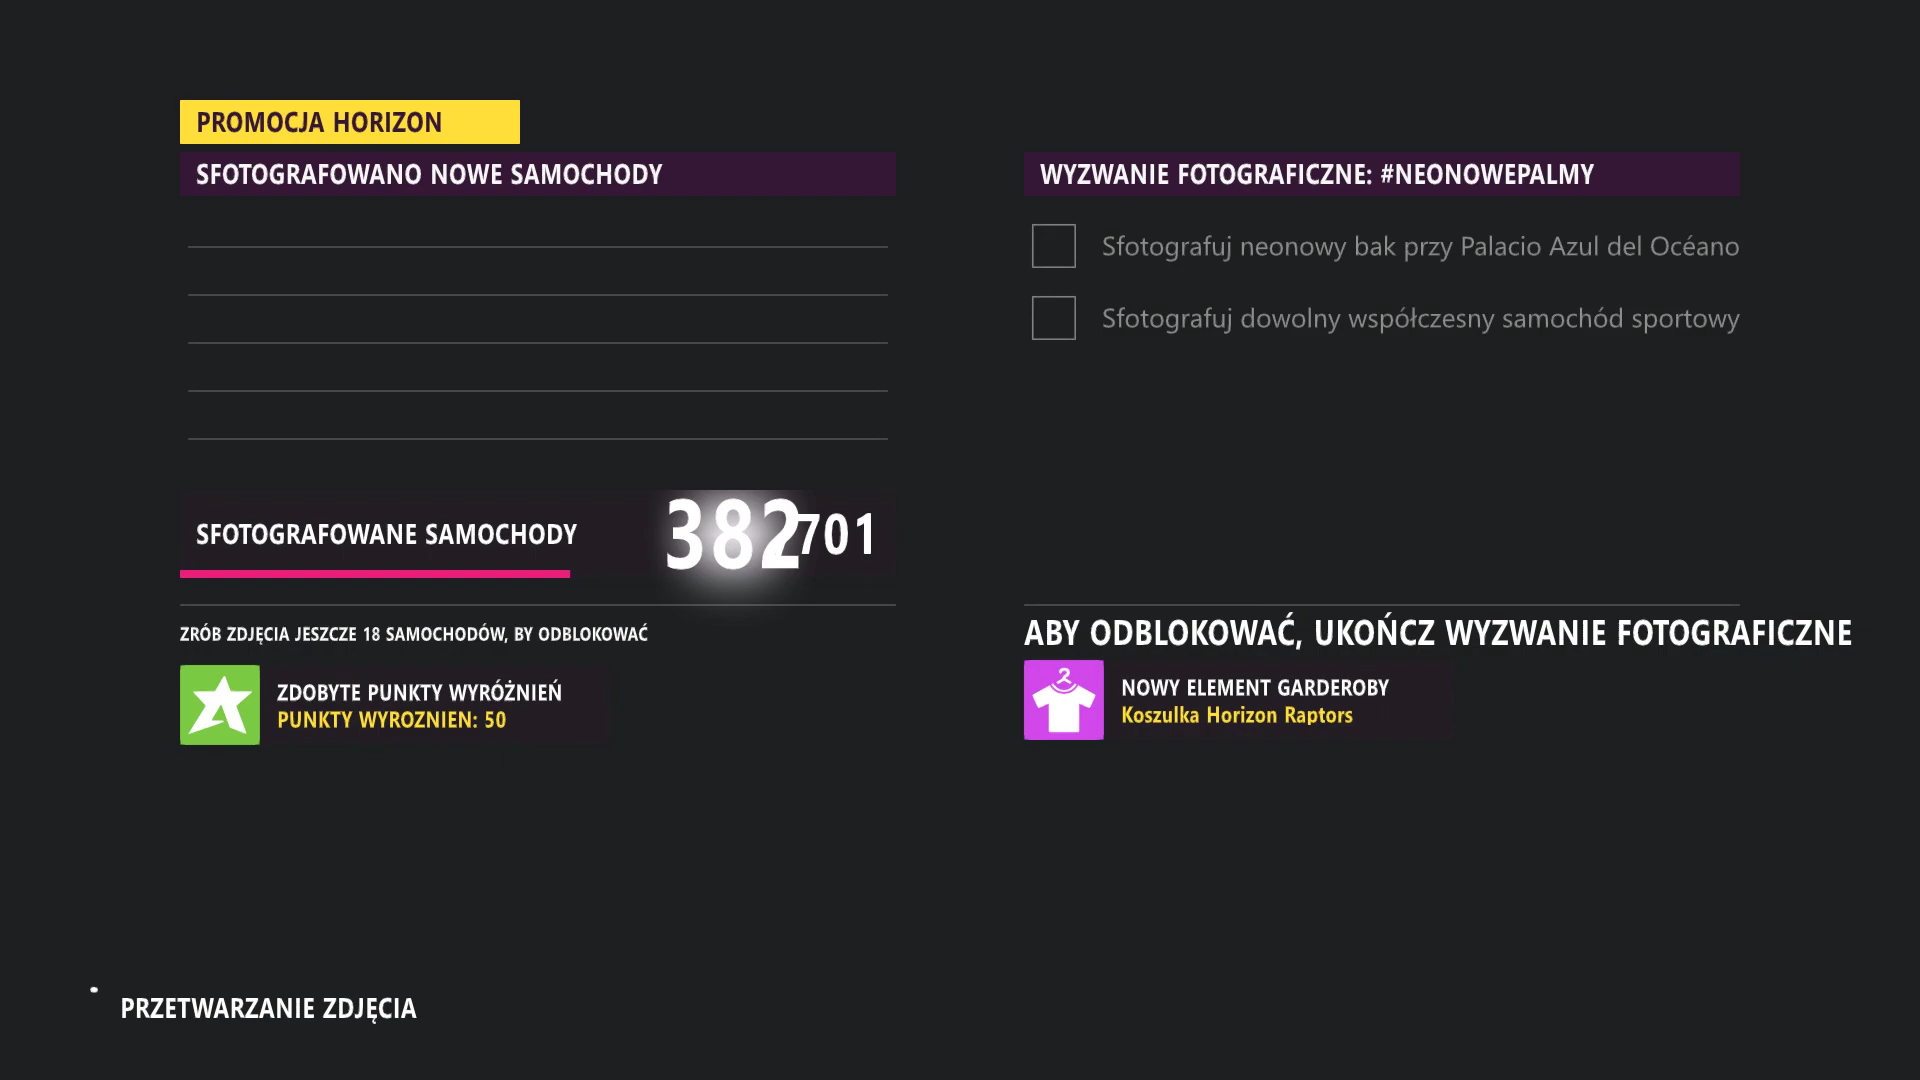 PROMOCJA HORIZON
SFOTOGRAFOWANO NOWE SAMOCHODY
SFOTOGRAFOWANE SAMOCHODY 382 701
ZRÓB ZDJĘCIA JESZCZE 18 SAMOCHODÓW, BY ODBLOKOWAĆ
ZDOBYTE PUNKTY WYRÓŻNIEŃ
PUNKTY WYROZNIEN: 50
WYZWANIE FOTOGRAFICZNE: #NEONOWEPALMY
Sfotografuj neonowy bak przy Palacio Azul del Océano
Sfotografuj dowolny współczesny samochód sportowy
ABY ODBLOKOWAĆ, UKOŃCZ WYZWANIE FOTOGRAFICZNE
NOWY ELEMENT GARDEROBY
Koszulka Horizon Raptors
PRZETWARZANIE ZDJĘCIA